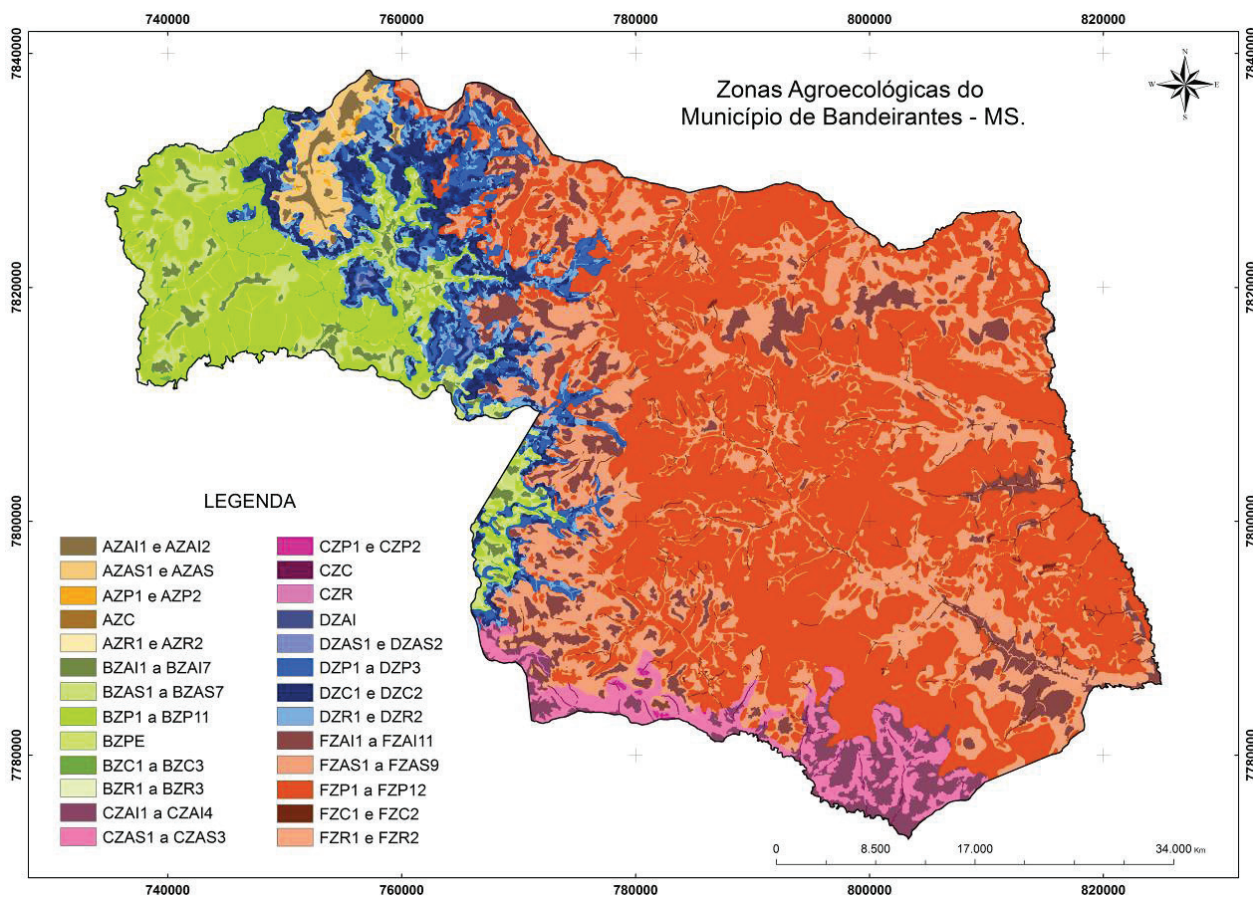 740000 760000 780000 800000 820000
7840000 7840000
Zonas Agroecológicas do
Município de Bandeirantes - MS.
N
W E
S
7820000 7820000
7800000 7800000
7780000 7780000
LEGENDA
AZAI1 e AZAI2
AZAS1 e AZAS
AZP1 e AZP2
AZC
AZR1 e AZR2
BZAI1 a BZAI7
BZAS1 a BZAS7
BZP1 a BZP11
BZPE
BZC1 a BZC3
BZR1 a BZR3
CZAI1 a CZAI4
CZAS1 a CZAS3
CZP1 e CZP2
CZC
CZR
DZAI
DZAS1 e DZAS2
DZP1 a DZP3
DZC1 e DZC2
DZR1 e DZR2
FZAI1 a FZAI11
FZAS1 a FZAS9
FZP1 a FZP12
FZC1 e FZC2
FZR1 e FZR2
0 8.500 17.000 34.000 Km
740000 760000 780000 800000 820000